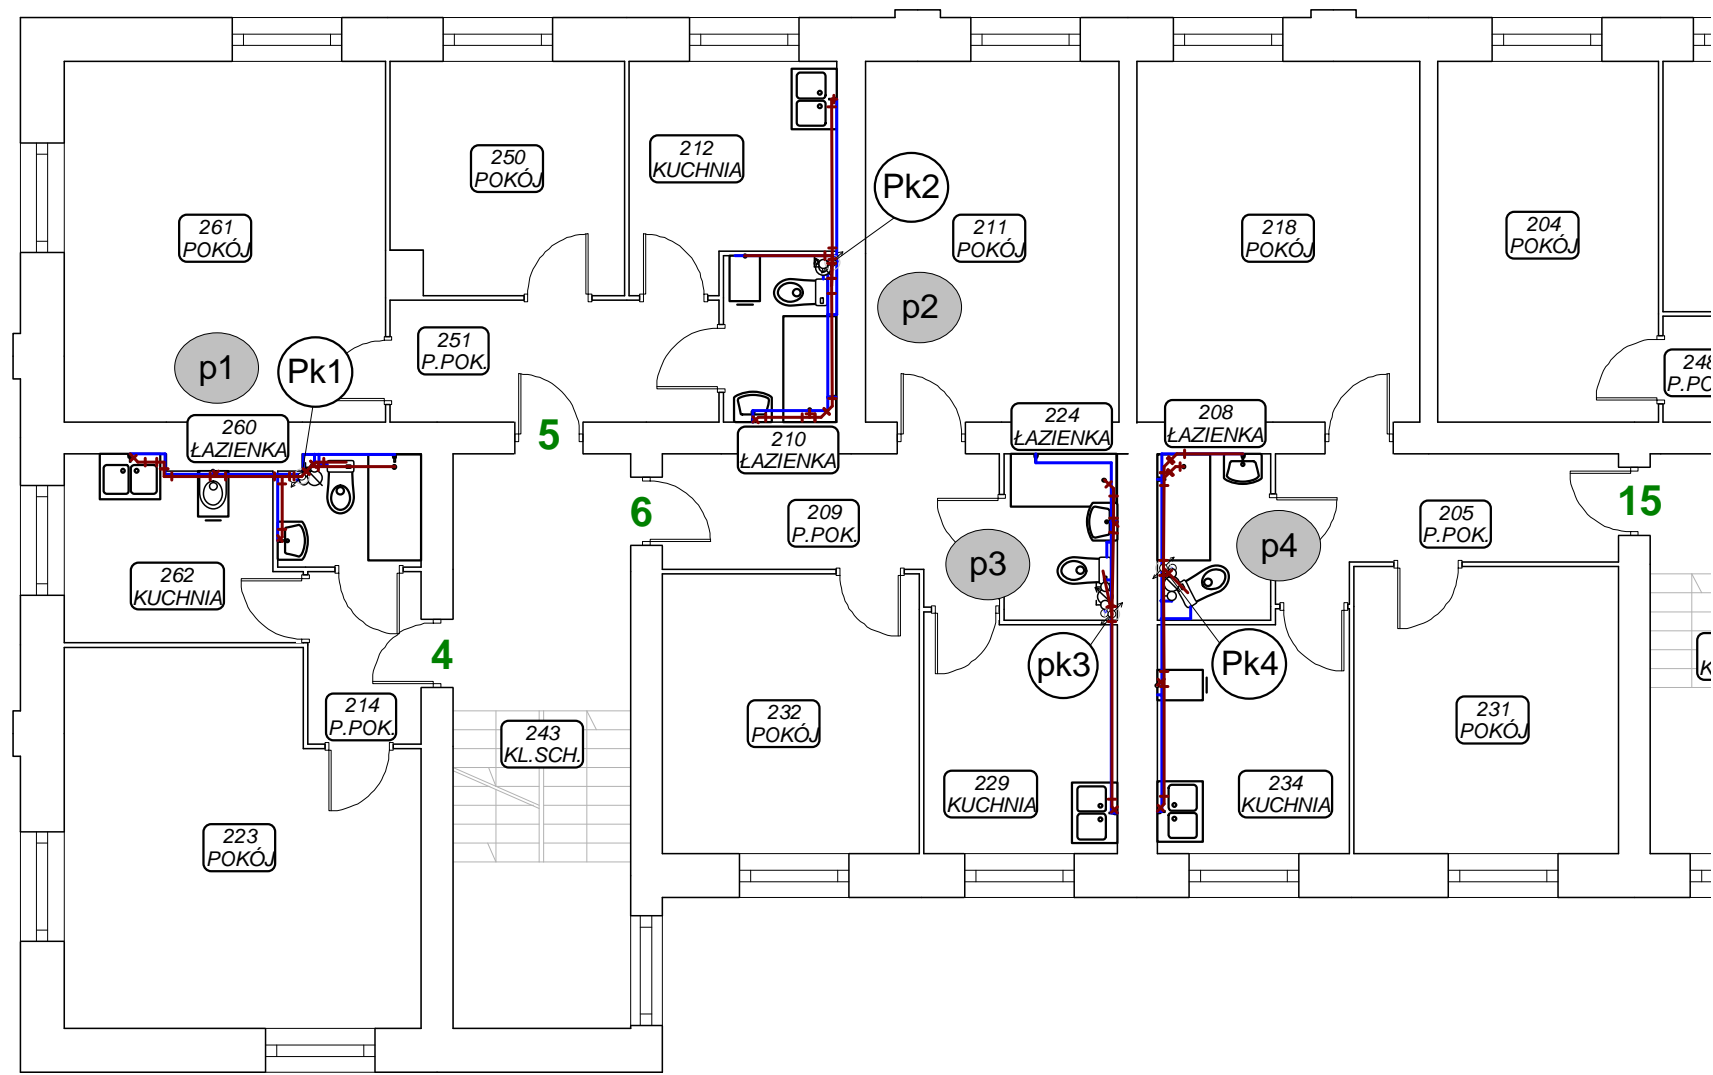 212
KUCHNIA
250
POKÓJ
Pk2
261
POKÓJ
211
POKÓJ
218
POKÓJ
204
POKÓJ
p2
251
P.POK.
p1
Pk1
248
260
ŁAZIENKA
5
210
ŁAZIENKA
224
ŁAZIENKA
208
ŁAZIENKA
6
209
P.POK.
15
205
P.POK.
p3
p4
262
KUCHNIA
4
pk3
Pk4
214
P.POK.
243
KL.SCH.
232
POKÓJ
231
POKÓJ
229
KUCHNIA
234
KUCHNIA
223
POKÓJ